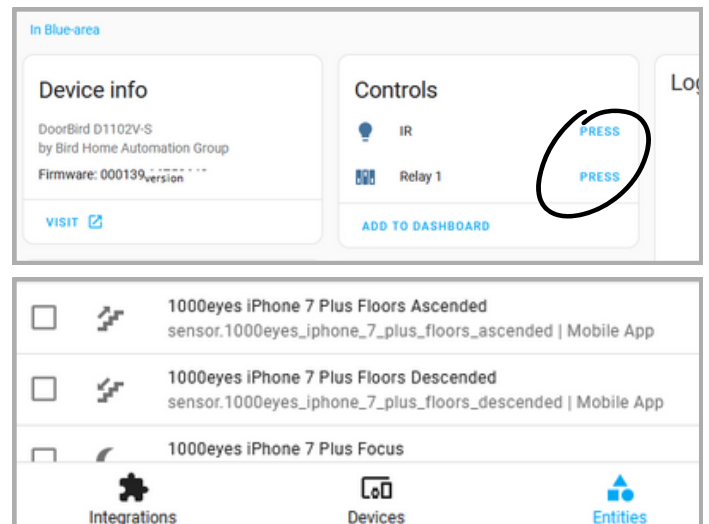 In Blue-area
Device info
DoorBird D1102V-S
by Bird Home Automation Group
Firmware: 000139
version
VISIT
Controls
IR PRESS
Relay 1 PRESS
ADD TO DASHBOARD
Log
1000eyes iPhone 7 Plus Floors Ascended
sensor.1000eyes_iphone_7_plus_floors_ascended | Mobile App
1000eyes iPhone 7 Plus Floors Descended
sensor.1000eyes_iphone_7_plus_floors_descended | Mobile App
1000eyes iPhone 7 Plus Focus
Integrations Devices Entities